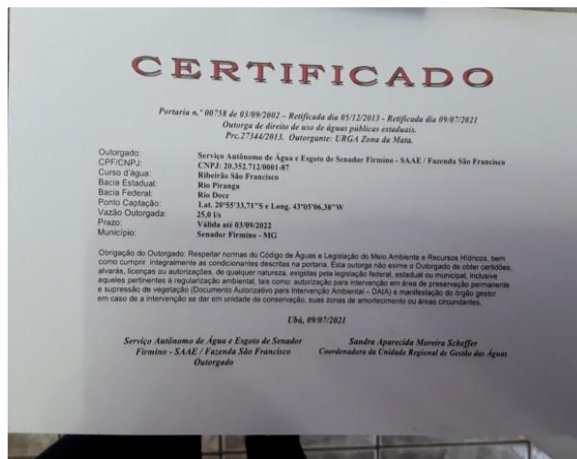 CERTIFICADO
Portaria n.º 00758 de 03/09/2002 – Retificada dia 05/12/2013 - Retificada dia 09/07/2021
Outorga de direito de uso de águas públicas estaduais.
Prc.27344/2013. Outorgante: URGA Zona da Mata.
Outorgado: Serviço Autônomo de Água e Esgoto de Senador Firmino - SAAE / Fazenda São Francisco
CPF/CNPJ: CNPJ: 20.352.712/0001-87
Curso d'água: Ribeirão São Francisco
Bacia Estadual: Rio Piranga
Bacia Federal: Rio Doce
Ponto Captação: Lat. 20°55'33,71"S e Long. 43°05'06,38"W
Vazão Outorgada: 25,0 l/s
Prazo: Válida até 03/09/2022
Município: Senador Firmino - MG
Obrigação do Outorgado: Respeitar normas do Código de Águas e Legislação do Meio Ambiente e Recursos Hídricos, bem
como cumprir integralmente as condicionantes descritas na portaria. Esta outorga não exime o Outorgado de obter certidões,
alvarás, licenças ou autorizações, de qualquer natureza, exigidas pela legislação federal, estadual ou municipal, inclusive
aqueles pertinentes à regularização ambiental, tais como: autorização para intervenção em área de preservação permanente
e supressão de vegetação (Documento Autorizativo para Intervenção Ambiental – DAIA) e manifestação do órgão gestor
em caso de a intervenção se dar em unidade de conservação, suas zonas de amortecimento ou áreas circundantes.
Ubá, 09/07/2021
Serviço Autônomo de Água e Esgoto de Senador
Firmino - SAAE / Fazenda São Francisco
Outorgado
Sandra Aparecida Moreira Scheffer
Coordenadora da Unidade Regional de Gestão das Águas